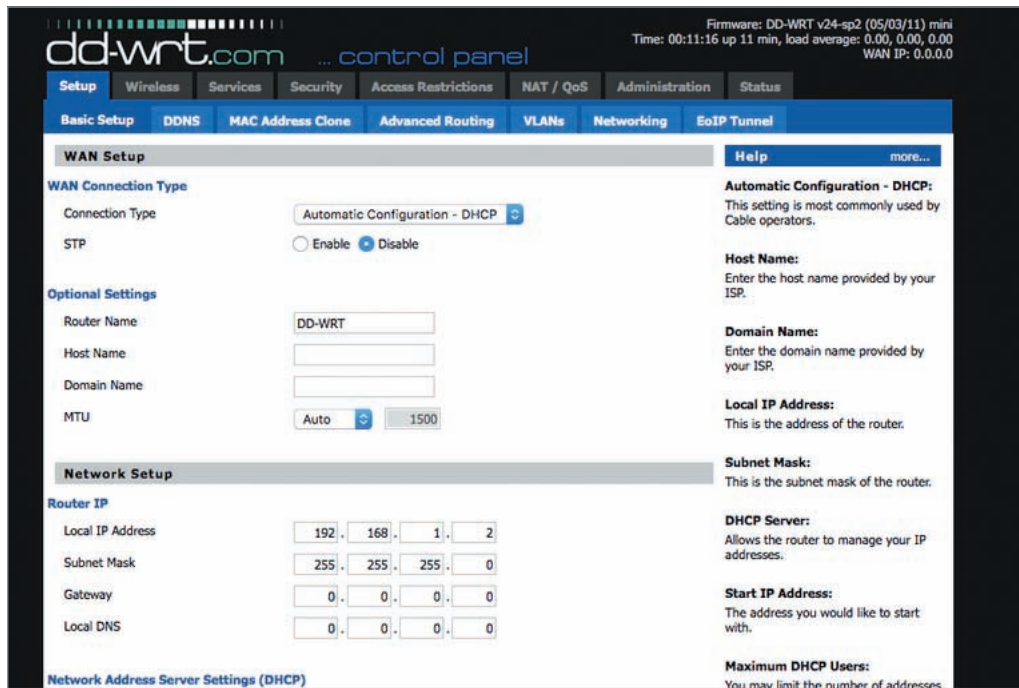 Firmware: DD-WRT v24-sp2 (05/03/11) mini
Time: 00:11:16 up 11 min, load average: 0.00, 0.00, 0.00
WAN IP: 0.0.0.0
dd-wrt.com ... control panel
Setup Wireless Services Security Access Restrictions NAT / QoS Administration Status
Basic Setup DDNS MAC Address Clone Advanced Routing VLANs Networking EoIP Tunnel
WAN Setup
WAN Connection Type
Connection Type Automatic Configuration - DHCP
STP Enable Disable
Optional Settings
Router Name DD-WRT
Host Name
Domain Name
MTU Auto 1500
Network Setup
Router IP
Local IP Address 192. 168. 1. 2
Subnet Mask 255. 255. 255. 0
Gateway 0. 0. 0. 0
Local DNS 0. 0. 0. 0
Network Address Server Settings (DHCP)
Help more...
Automatic Configuration - DHCP:
This setting is most commonly used by
Cable operators.
Host Name:
Enter the host name provided by your
ISP.
Domain Name:
Enter the domain name provided by
your ISP.
Local IP Address:
This is the address of the router.
Subnet Mask:
This is the subnet mask of the router.
DHCP Server:
Allows the router to manage your IP
addresses.
Start IP Address:
The address you would like to start
with.
Maximum DHCP Users:
You may limit the number of addresses